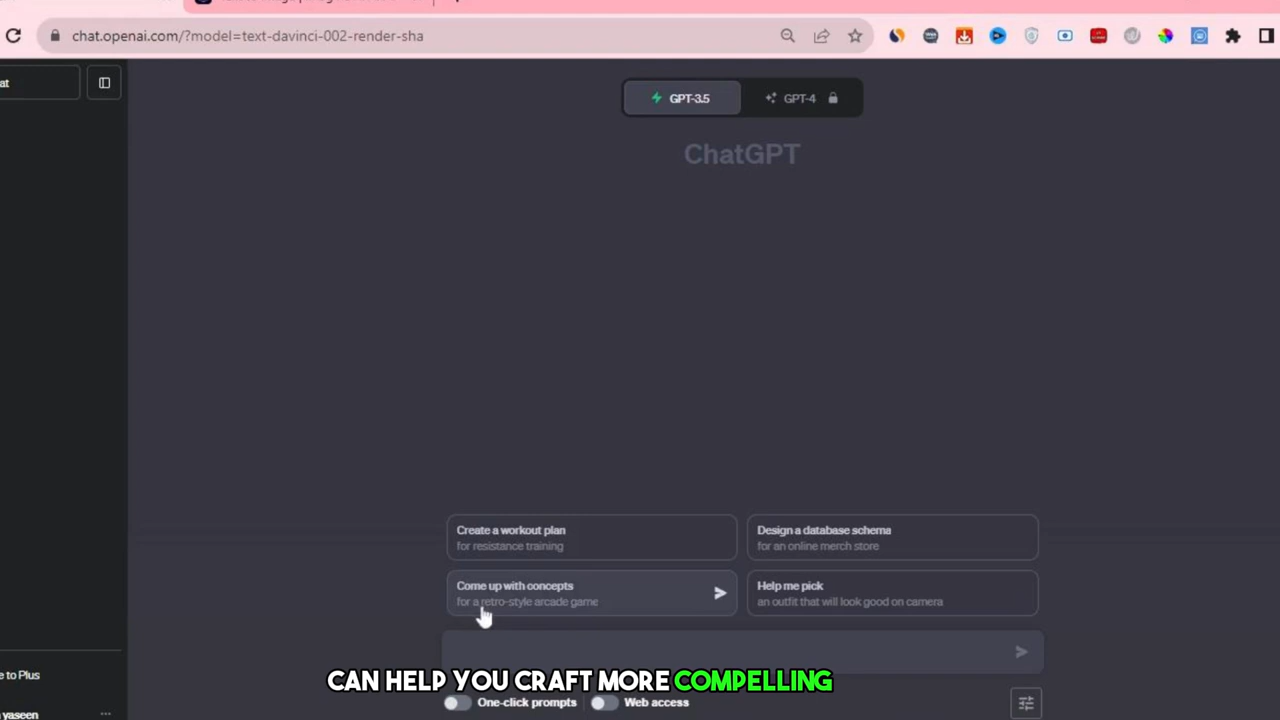 chat.openai.com/?model=text-davinci-002-render-sha
at
GPT-3.5
GPT-4
ChatGPT
Create a workout plan
for resistance training
Design a database schema
for an online merch store
Come up with concepts
for a retro-style arcade game
Help me pick
an outfit that will look good on camera
e to Plus
CAN HELP YOU CRAFT MORE COMPELLING
One-click prompts
Web access
yaseen